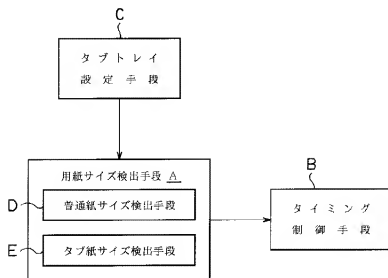 C
タブトレイ
設定手段
用紙サイズ検出手段 A
D
普通紙サイズ検出手段
E
タブ紙サイズ検出手段
B
タイミング
制御手段